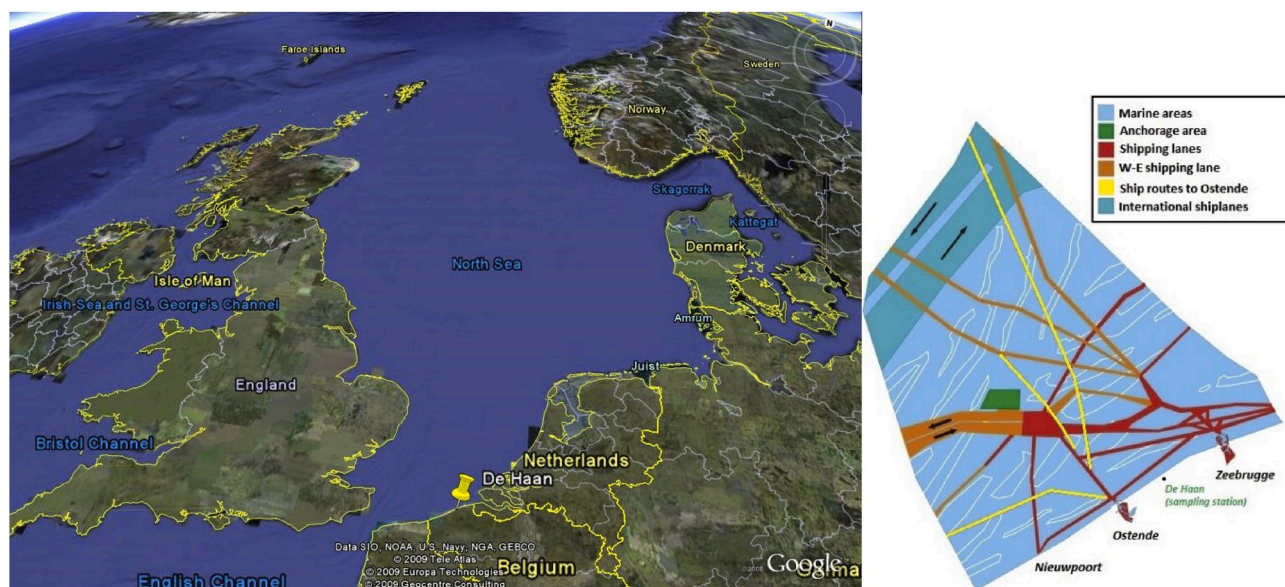 Faroe Islands
N
Sweden
Norway
Skagerrak
Kattegat
North Sea
Denmark
Isle of Man
Irish Sea and St. George's Channel
Amrum
Juist
England
Bristol Channel
Netherlands
De Haan
Data SIO, NOAA, U.S. Navy, NGA, GEBCO
© 2009 Tele Atlas
© 2009 Europa Technologies
© 2009 Geocentre Consulting
Belgium
Google
English Channel
Marine areas
Anchorage area
Shipping lanes
W-E shipping lane
Ship routes to Ostende
International shiplanes
Zeebrugge
De Haan
(sampling station)
Ostende
Nieuwpoort